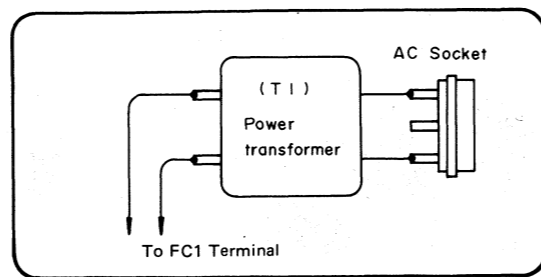 AC Socket
(T1)
Power
transformer
To FC1 Terminal